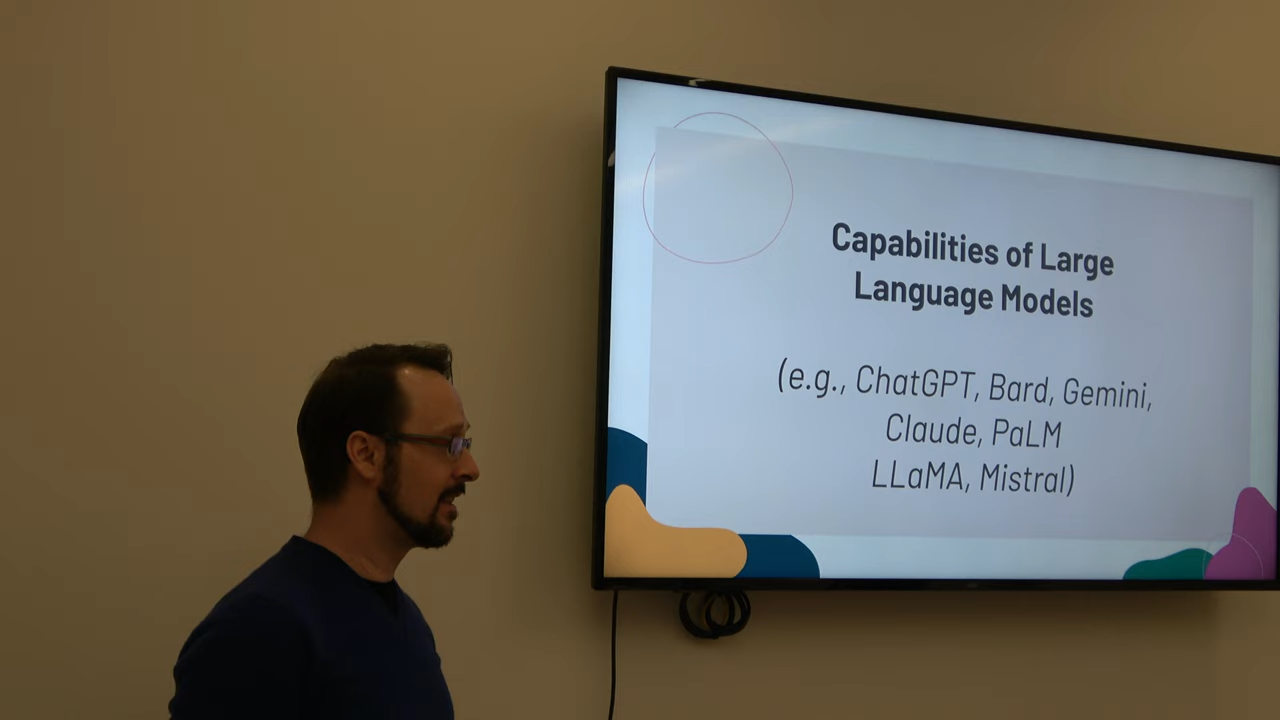 Capabilities of Large
Language Models
(e.g., ChatGPT, Bard, Gemini,
Claude, PaLM
LLaMA, Mistral)